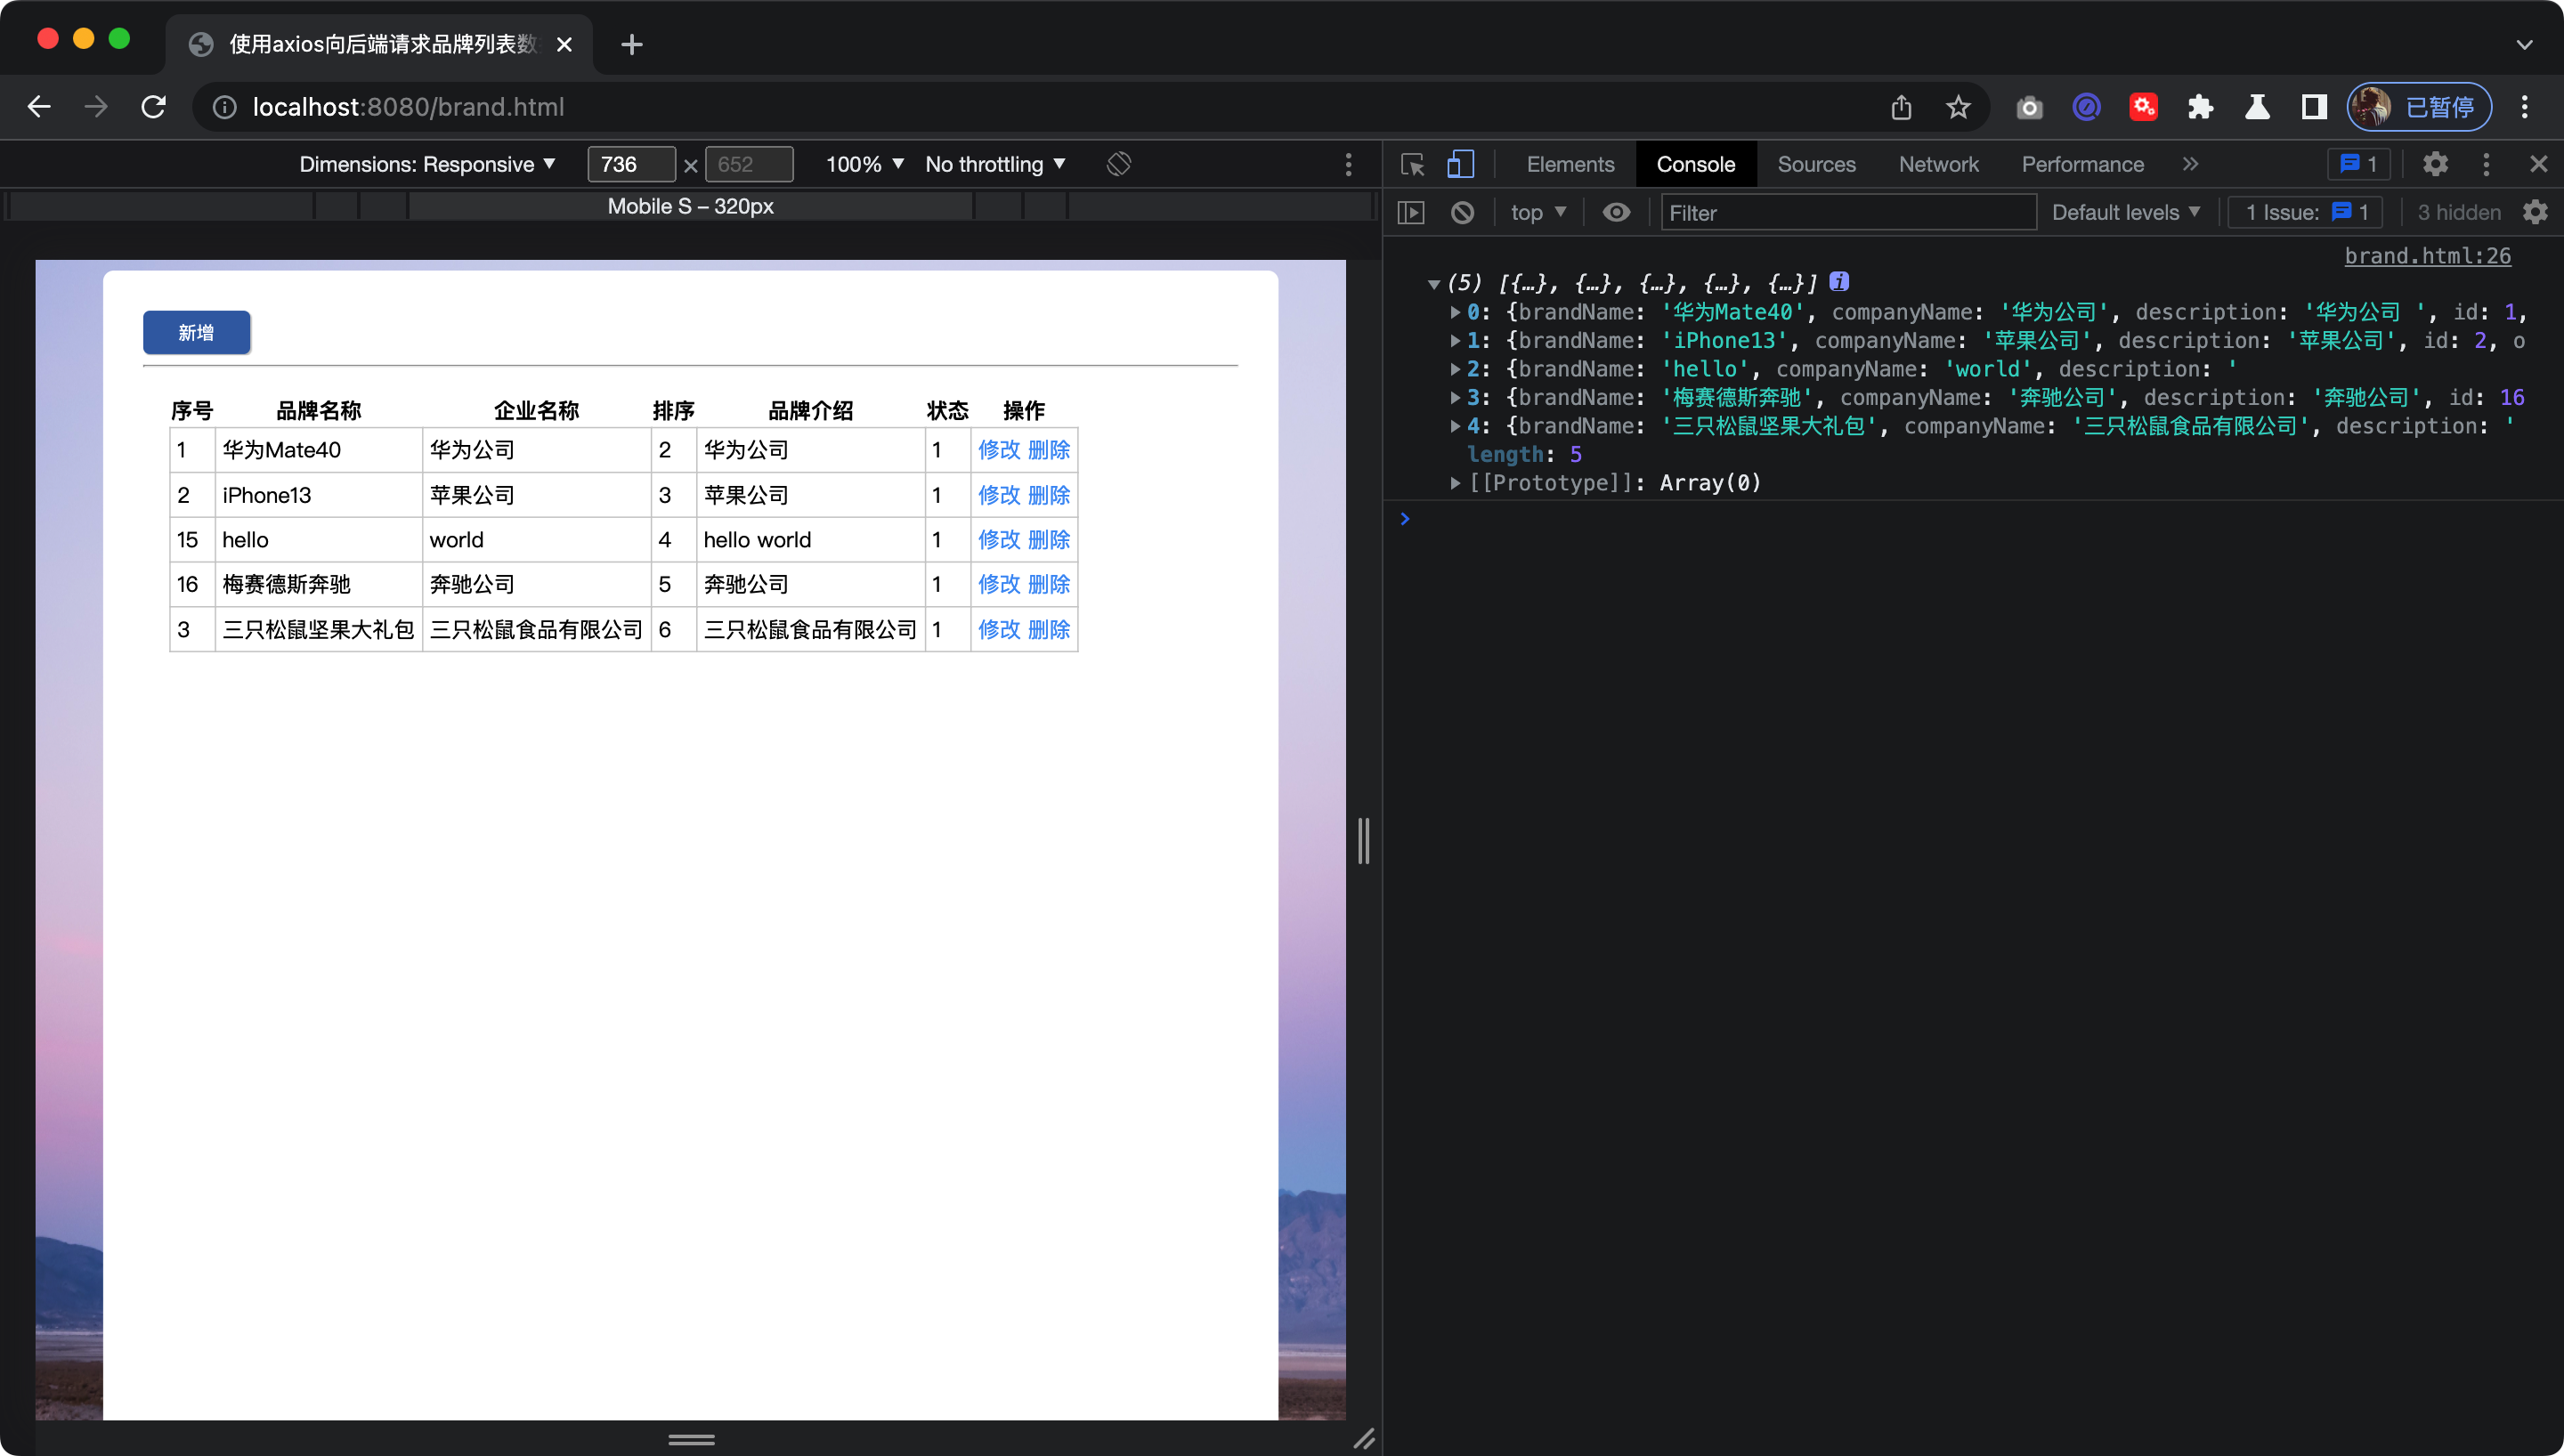 使用axios向后端请求品牌列表数
localhost:8080/brand.html
已暂停
Dimensions: Responsive 736 × 652 100% No throttling
Mobile S – 320px
Elements Console Sources Network Performance 1
top Filter Default levels 1 Issue: 1 3 hidden
新增
序号 品牌名称 企业名称 排序 品牌介绍 状态 操作
1 华为Mate40 华为公司 2 华为公司 1 修改 删除
2 iPhone13 苹果公司 3 苹果公司 1 修改 删除
15 hello world 4 hello world 1 修改 删除
16 梅赛德斯奔驰 奔驰公司 5 奔驰公司 1 修改 删除
3 三只松鼠坚果大礼包 三只松鼠食品有限公司 6 三只松鼠食品有限公司 1 修改 删除
brand.html:26
(5) [{…}, {…}, {…}, {…}, {…}]
0: {brandName: '华为Mate40', companyName: '华为公司', description: '华为公司 ', id: 1,
1: {brandName: 'iPhone13', companyName: '苹果公司', description: '苹果公司', id: 2, o
2: {brandName: 'hello', companyName: 'world', description: '
3: {brandName: '梅赛德斯奔驰', companyName: '奔驰公司', description: '奔驰公司', id: 16
4: {brandName: '三只松鼠坚果大礼包', companyName: '三只松鼠食品有限公司', description: '
length: 5
[[Prototype]]: Array(0)